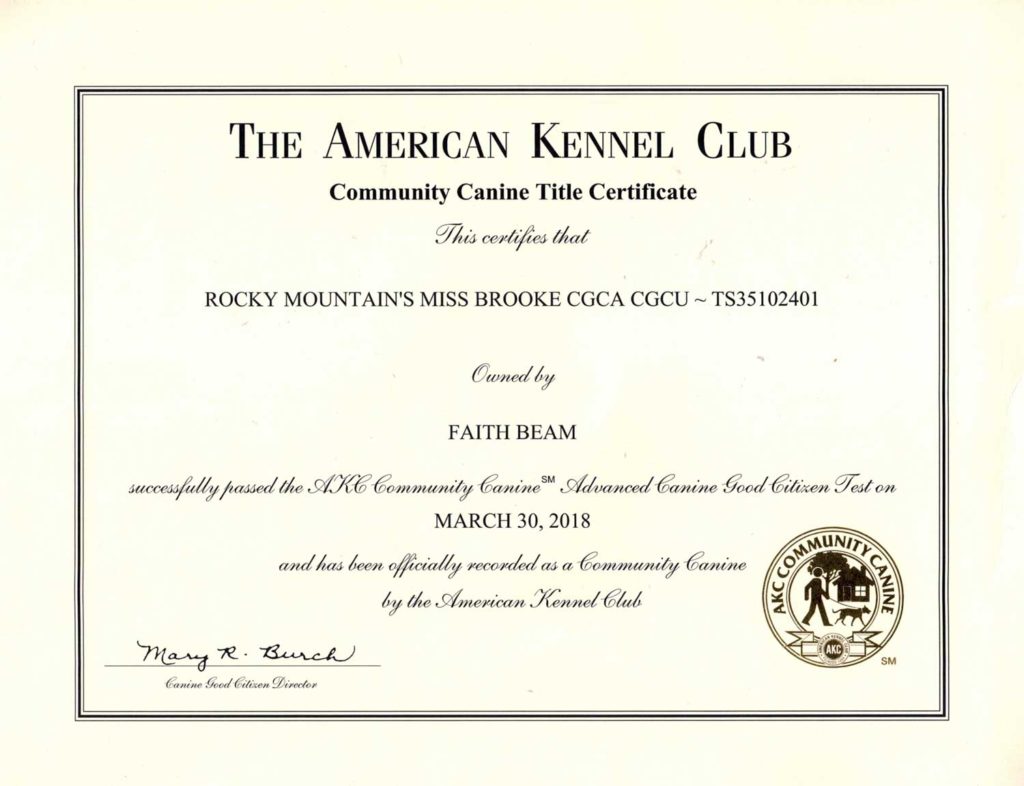 THE AMERICAN KENNEL CLUB
Community Canine Title Certificate
This certifies that
ROCKY MOUNTAIN'S MISS BROOKE CGCA CGCU ~ TS35102401
Owned by
FAITH BEAM
successfully passed the AKC Community Canine℠ Advanced Canine Good Citizen Test on
MARCH 30, 2018
and has been officially recorded as a Community Canine
by the American Kennel Club
AKC COMMUNITY CANINE
AKC
SM
Mary R. Burch
Canine Good Citizen Director